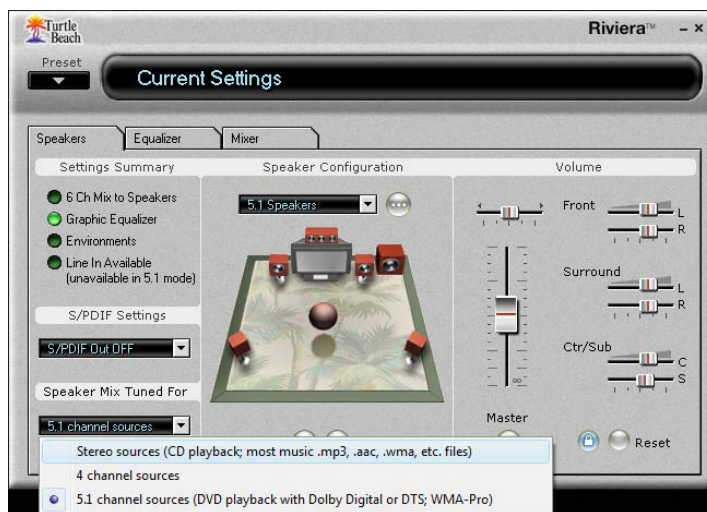 Turtle
Beach
Riviera™
Preset
Current Settings
Speakers
Equalizer
Mixer
Settings Summary
6 Ch Mix to Speakers
Graphic Equalizer
Environments
Line In Available
(unavailable in 5.1 mode)
S/PDIF Settings
S/PDIF Out OFF
Speaker Mix Tuned For
5.1 channel sources
Stereo sources (CD playback; most music .mp3, .aac, .wma, etc. files)
4 channel sources
5.1 channel sources (DVD playback with Dolby Digital or DTS; WMA-Pro)
Speaker Configuration
5.1 Speakers
Volume
Front
L
R
Surround
L
R
Ctr/Sub
C
S
Master
Reset